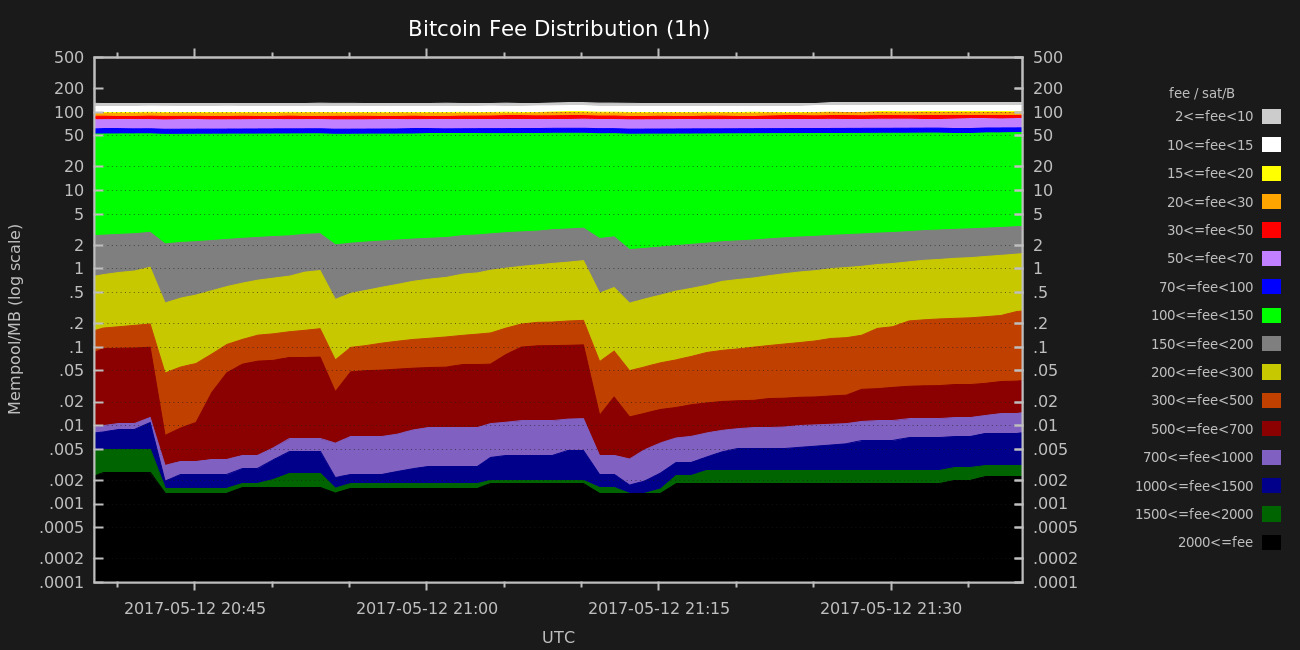 Bitcoin Fee Distribution (1h)
500
200
100
50
20
10
5
2
1
.5
.2
.1
.05
.02
.01
.005
.002
.001
.0005
.0002
.0001
Mempool/MB (log scale)
500
200
100
50
20
10
5
2
1
.5
.2
.1
.05
.02
.01
.005
.002
.001
.0005
.0002
.0001
2017-05-12 20:45
2017-05-12 21:00
2017-05-12 21:15
2017-05-12 21:30
UTC
fee / sat/B
2<=fee<10
10<=fee<15
15<=fee<20
20<=fee<30
30<=fee<50
50<=fee<70
70<=fee<100
100<=fee<150
150<=fee<200
200<=fee<300
300<=fee<500
500<=fee<700
700<=fee<1000
1000<=fee<1500
1500<=fee<2000
2000<=fee